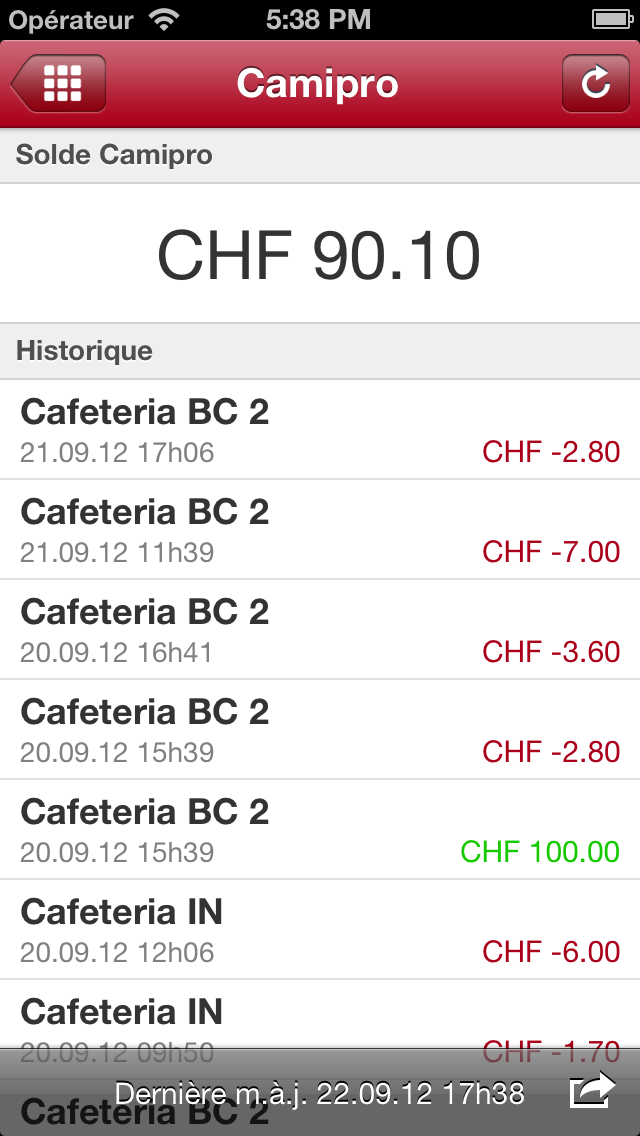 Opérateur 5:38 PM
Camipro
Solde Camipro
CHF 90.10
Historique
Cafeteria BC 2
21.09.12 17h06 CHF -2.80
Cafeteria BC 2
21.09.12 11h39 CHF -7.00
Cafeteria BC 2
20.09.12 16h41 CHF -3.60
Cafeteria BC 2
20.09.12 15h39 CHF -2.80
Cafeteria BC 2
20.09.12 15h39 CHF 100.00
Cafeteria IN
20.09.12 12h06 CHF -6.00
Cafeteria IN
20.09.12 09h50 CHF -1.70
Dernière m.à.j. 22.09.12 17h38
Cafeteria BC 2